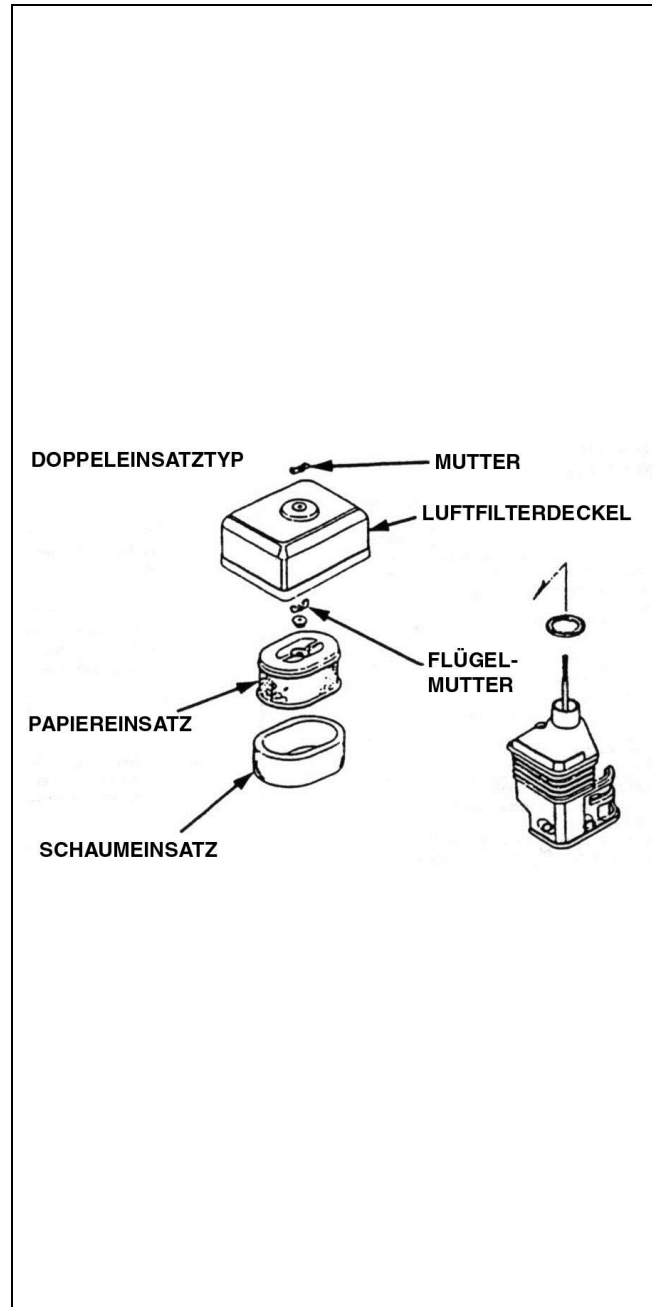 DOPPELEINSATZTYP
MUTTER
LUFTFILTERDECKEL
FLÜGEL-
MUTTER
PAPIEREINSATZ
SCHAUMEINSATZ